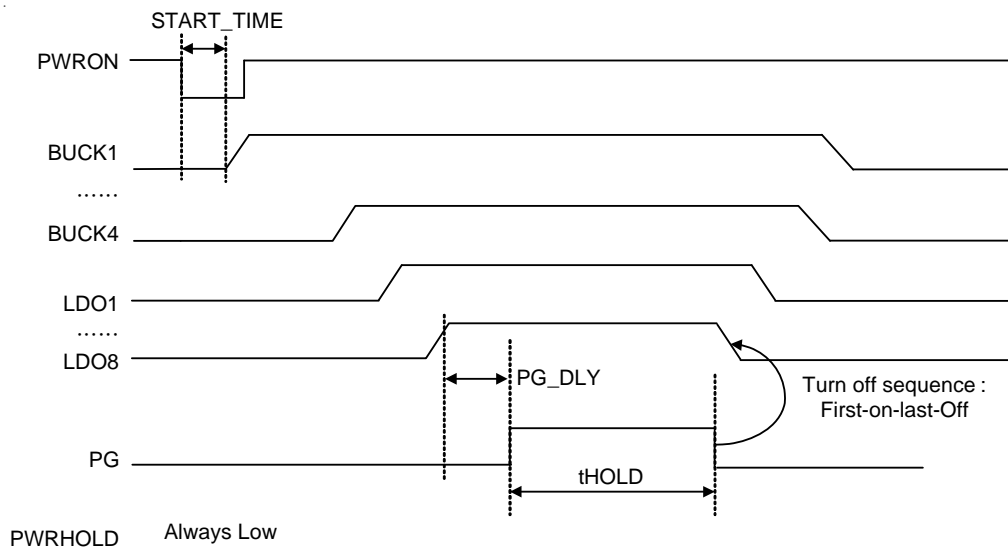 START_TIME
PWRON
BUCK1
......
BUCK4
LDO1
......
LDO8
PG_DLY
Turn off sequence :
First-on-last-Off
PG
tHOLD
PWRHOLD Always Low